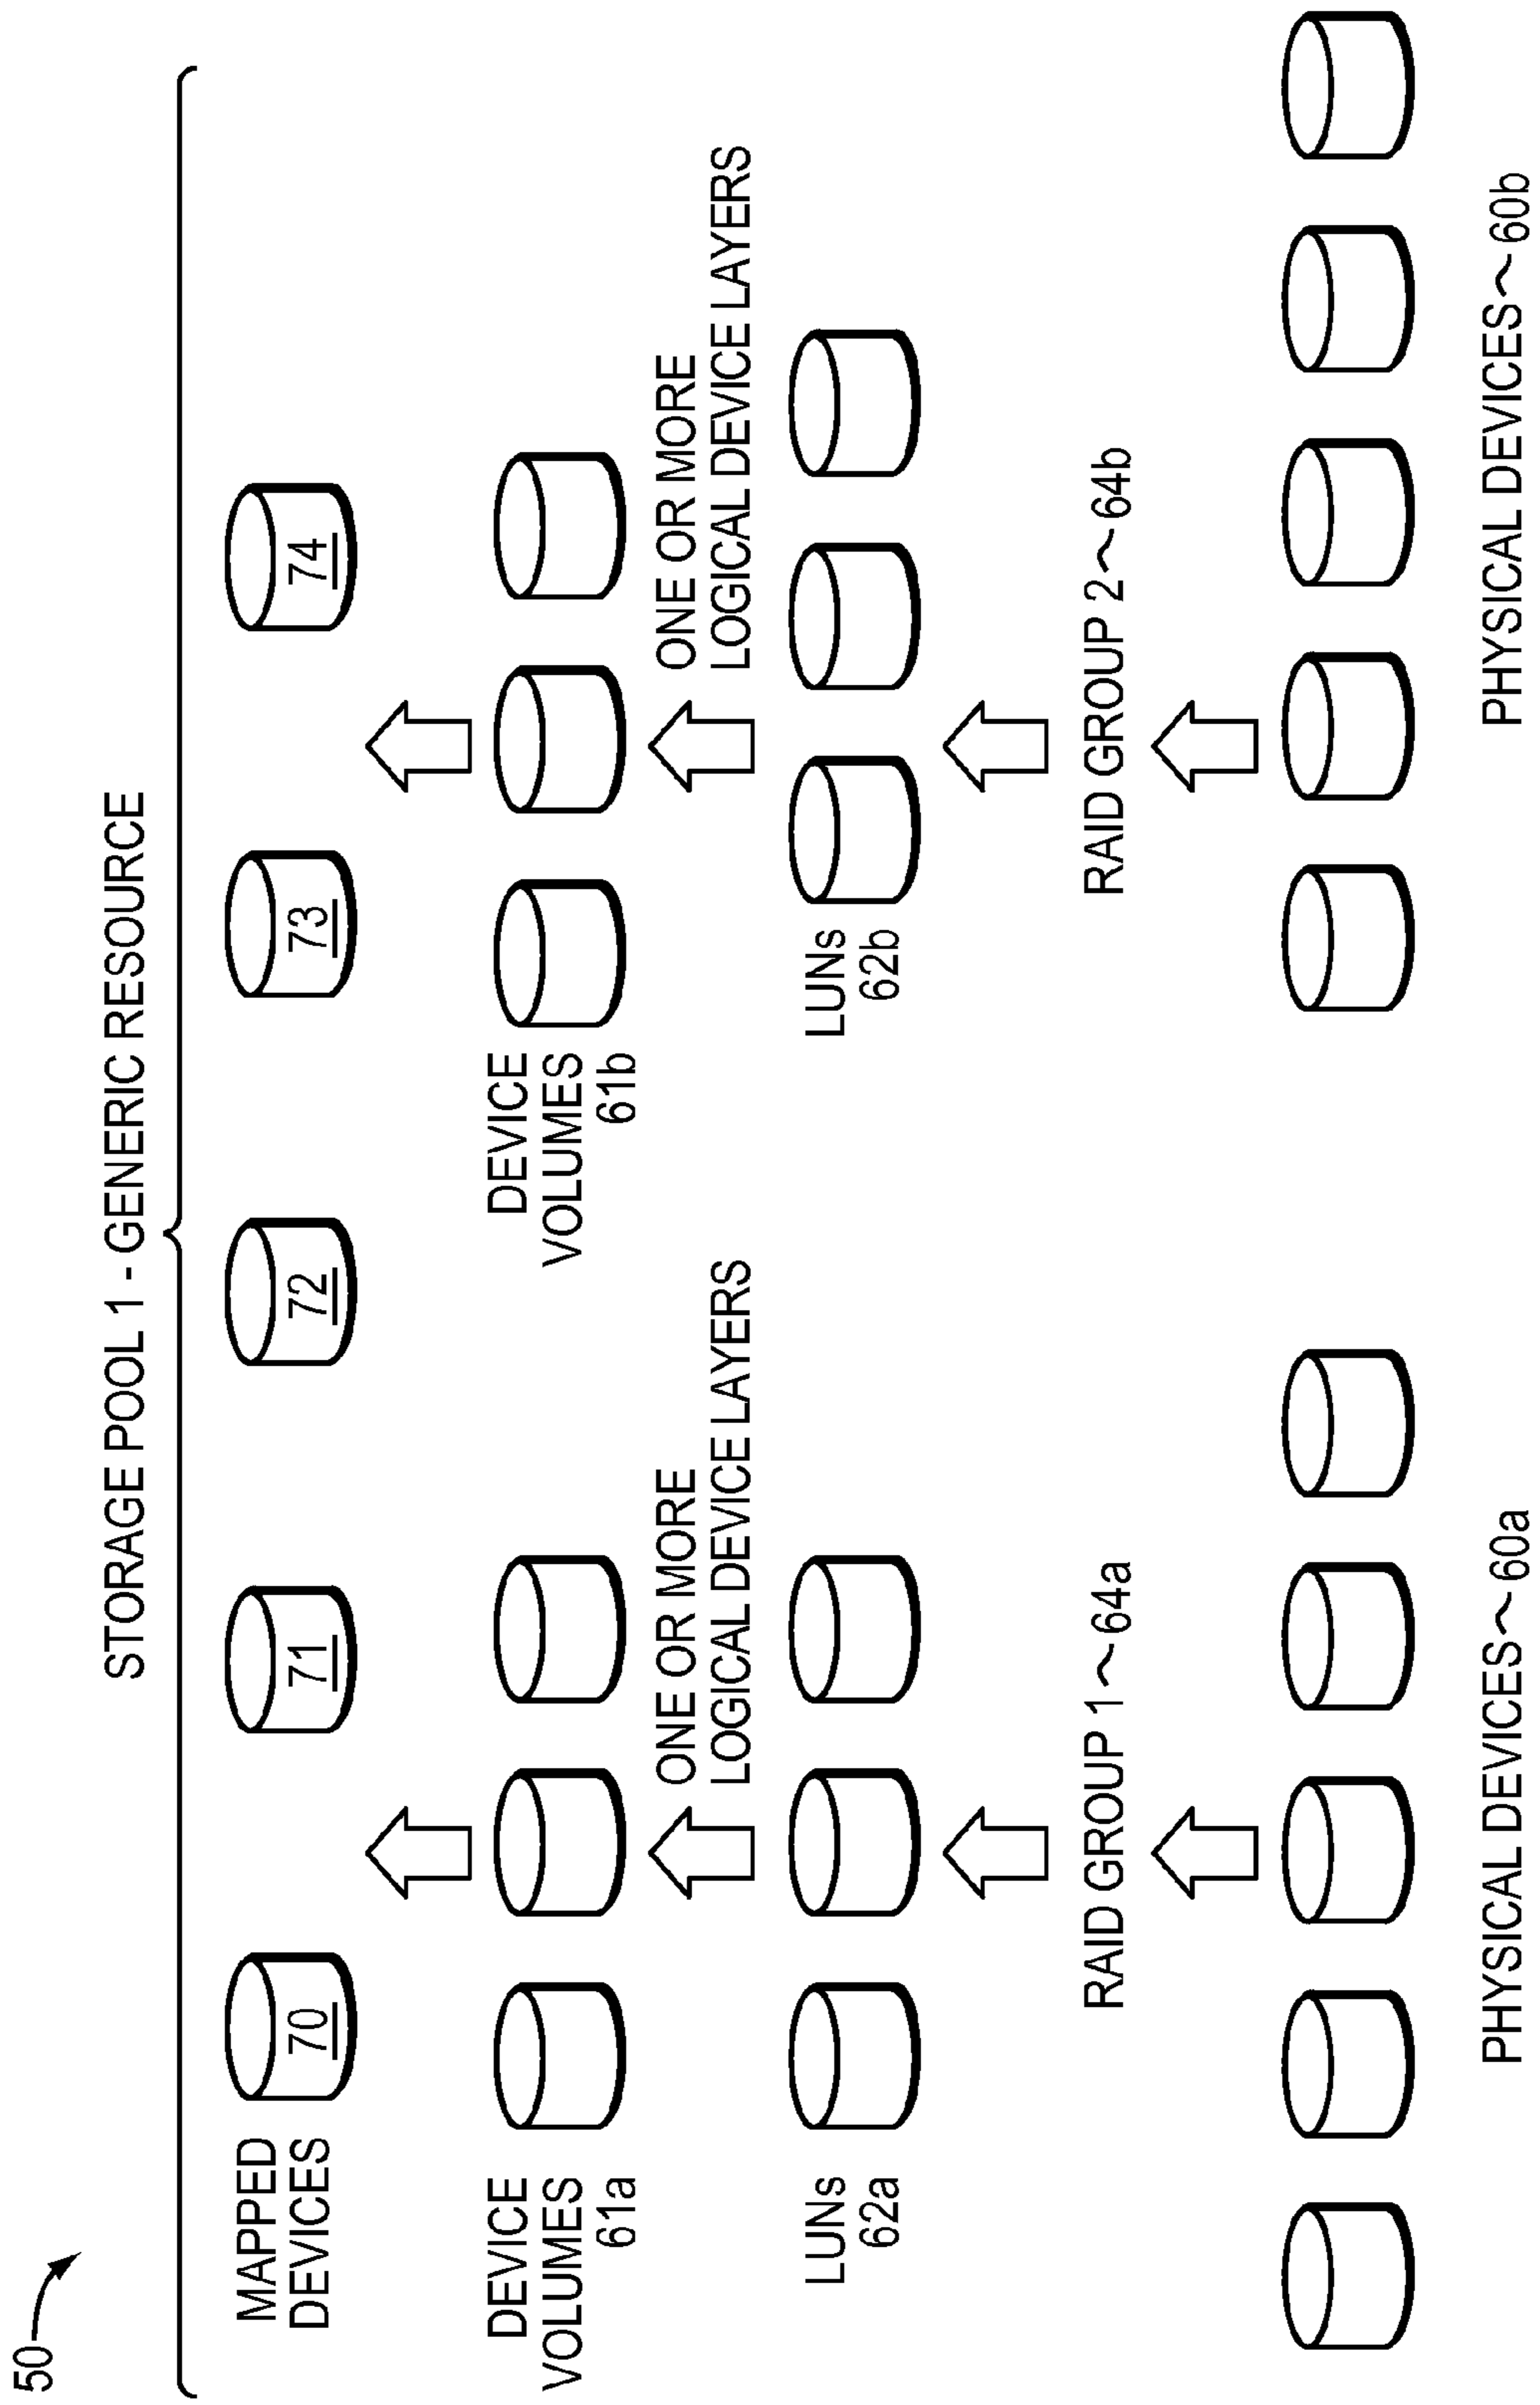 50
STORAGE POOL 1 - GENERIC RESOURCE
MAPPED
DEVICES
70
71
72
73
74
DEVICE
VOLUMES
61a
DEVICE
VOLUMES
61b
ONE OR MORE
LOGICAL DEVICE LAYERS
ONE OR MORE
LOGICAL DEVICE LAYERS
LUNs
62a
LUNs
62b
RAID GROUP 1~64a
RAID GROUP 2~64b
PHYSICAL DEVICES~60a
PHYSICAL DEVICES~60b